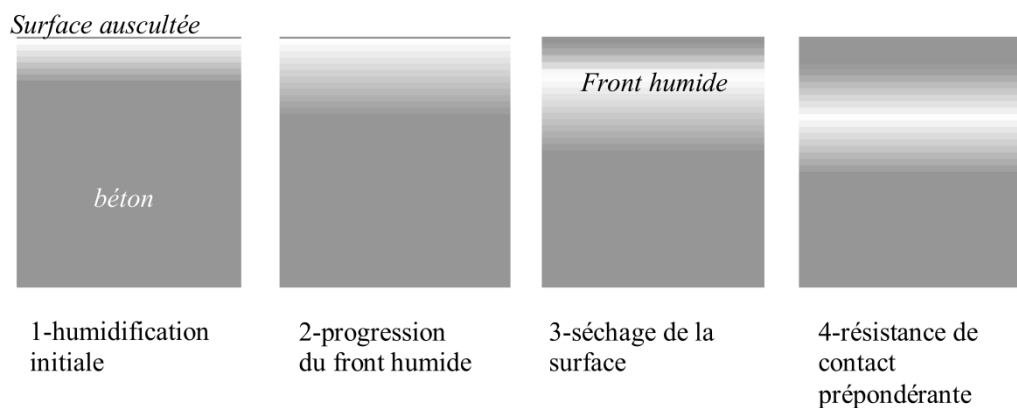 Surface auscultée
Front humide
béton
1-humidification
initiale
2-progression
du front humide
3-séchage de la
surface
4-résistance de
contact
prépondérante